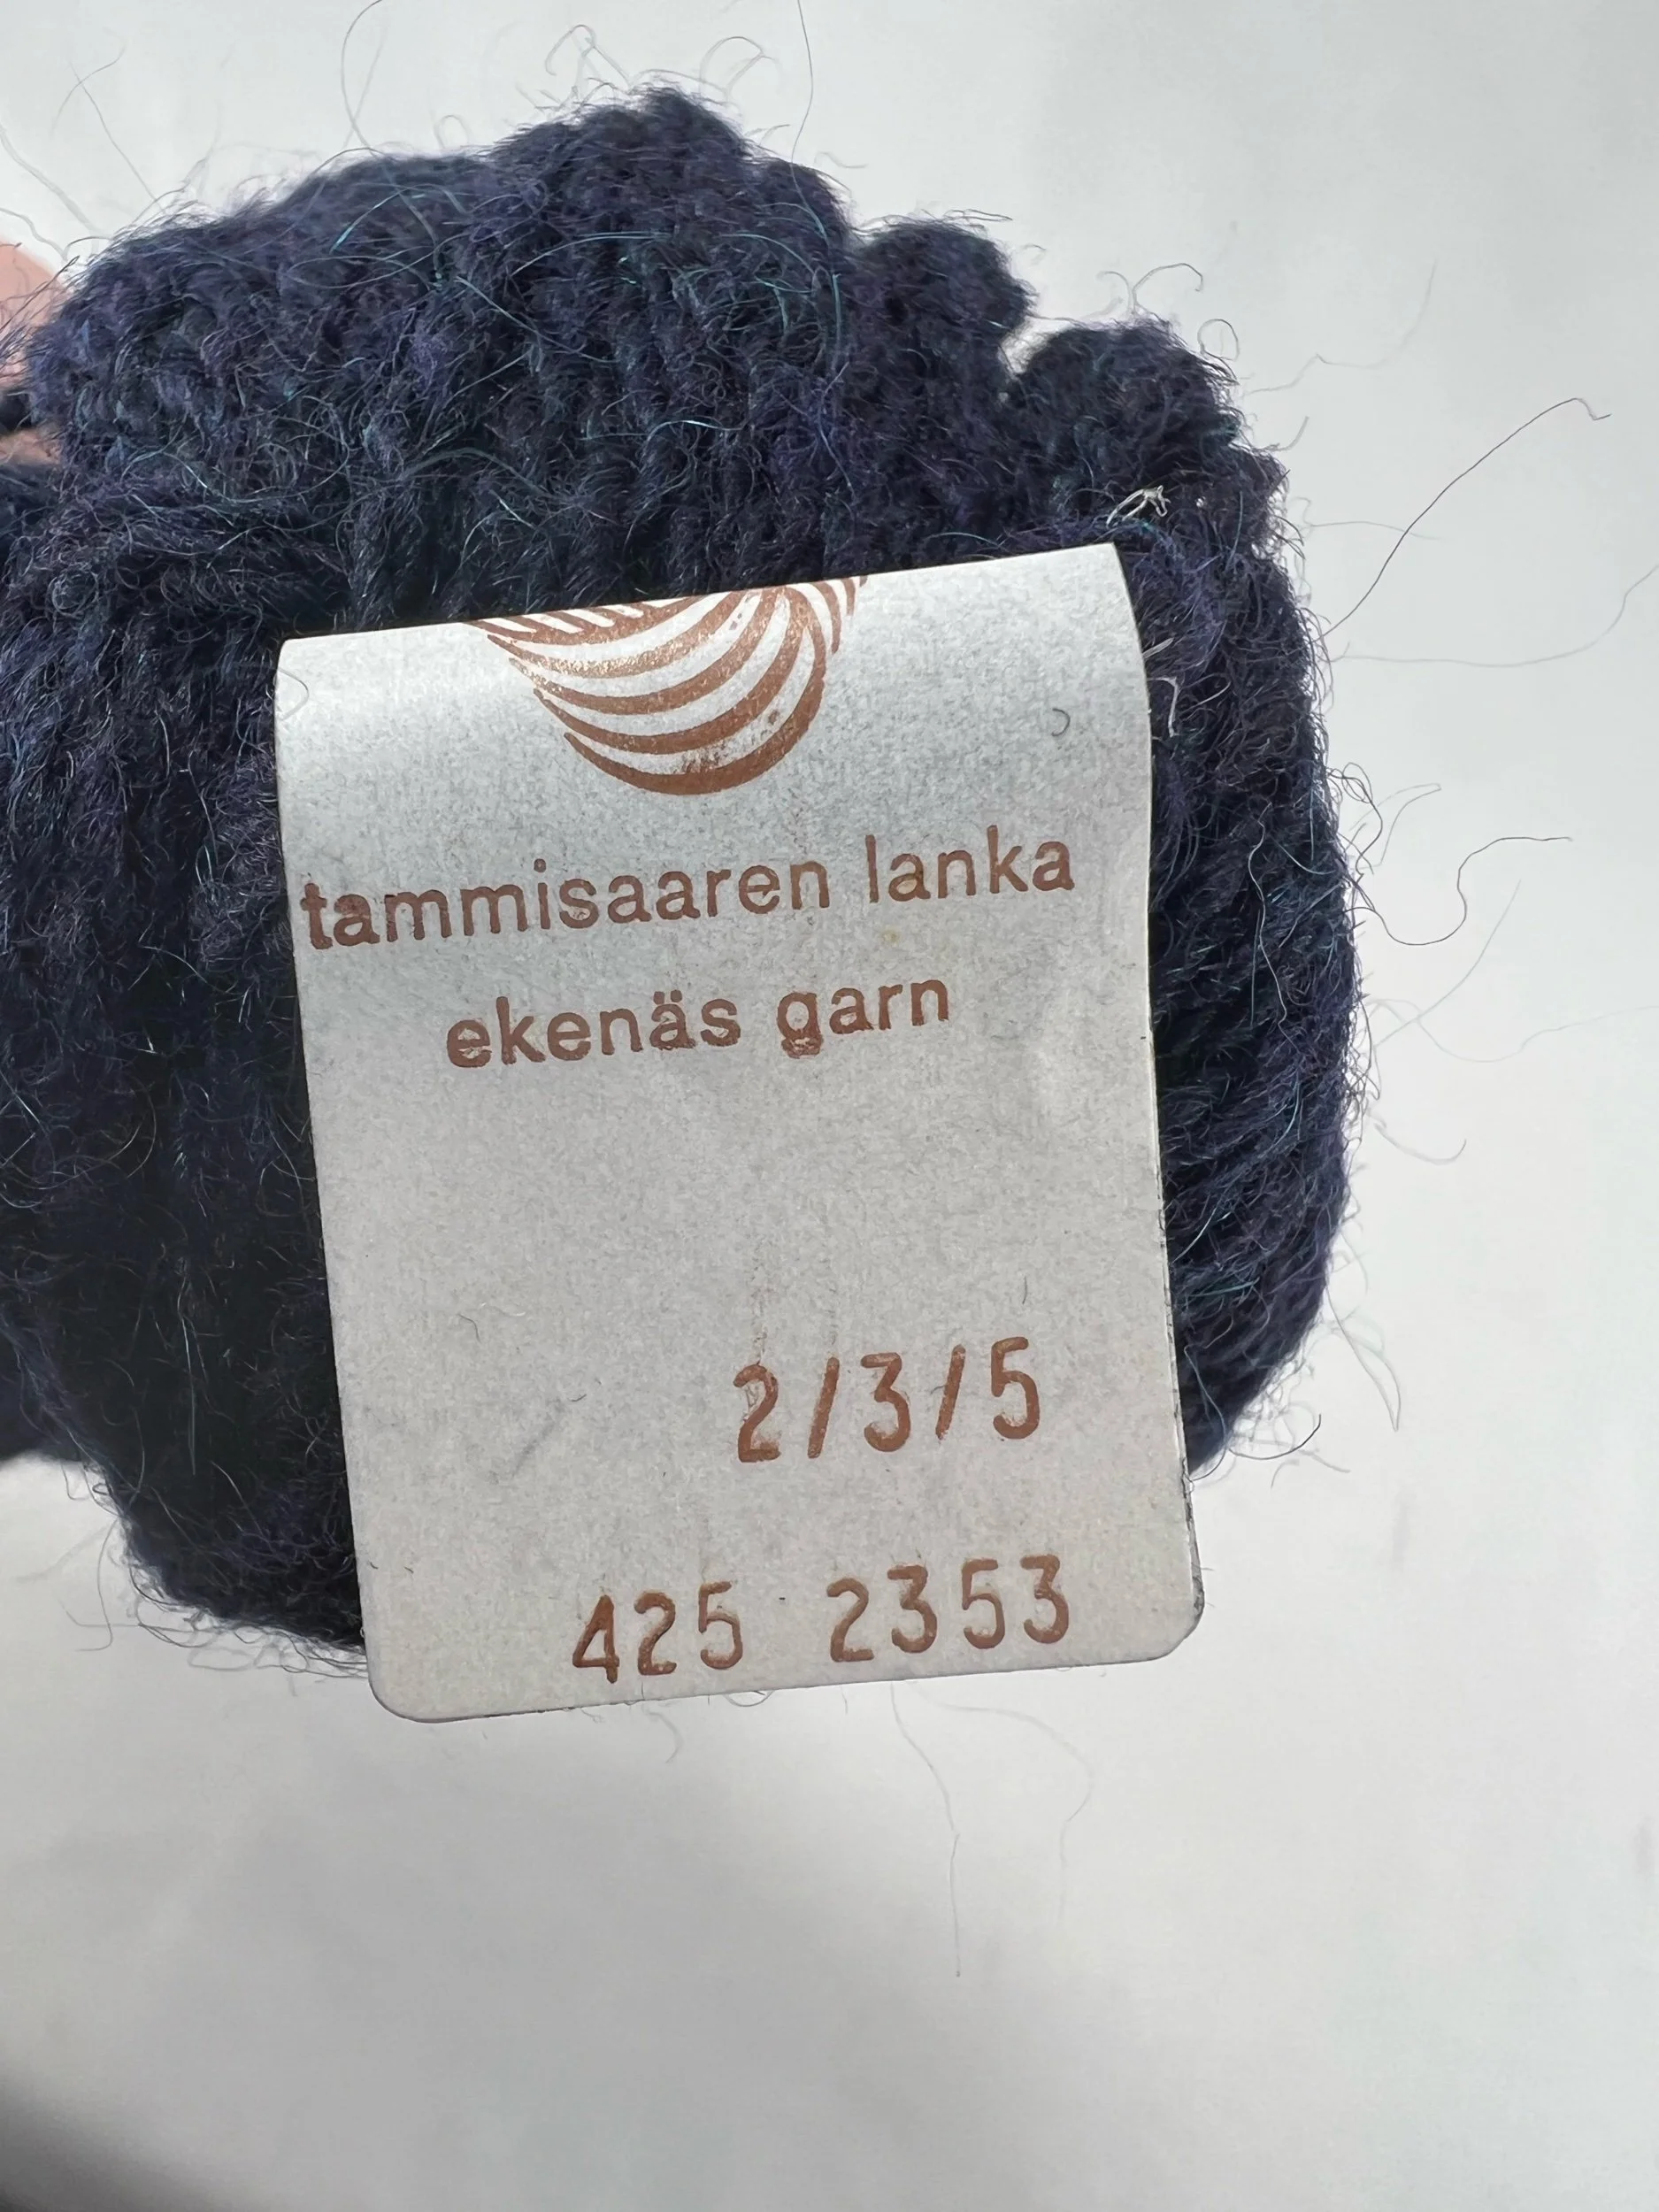 tammisaaren lanka
ekenäs garn
2/3/5
425 2353